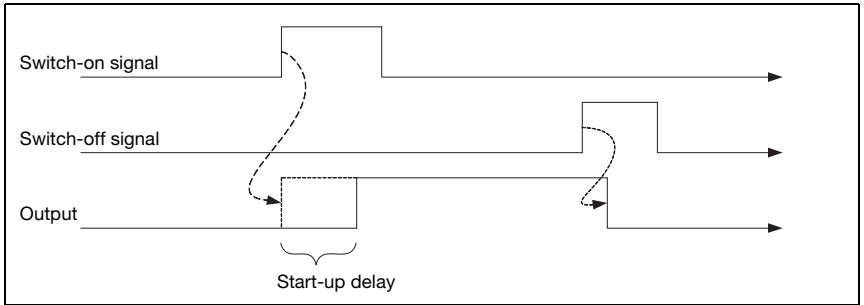 Switch-on signal
Switch-off signal
Output
Start-up delay